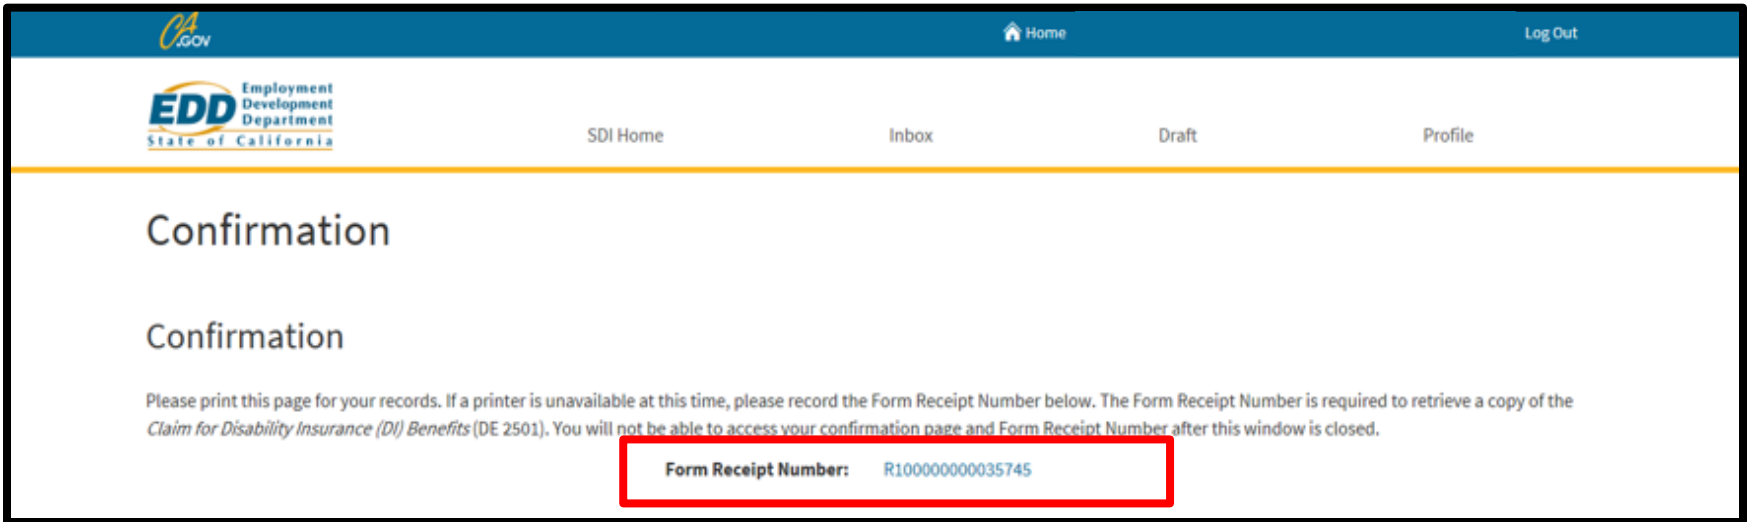 CA.GOV
Home
Log Out
EDD Employment
Development
Department
State of California
SDI Home
Inbox
Draft
Profile
Confirmation
Confirmation
Please print this page for your records. If a printer is unavailable at this time, please record the Form Receipt Number below. The Form Receipt Number is required to retrieve a copy of the
Claim for Disability Insurance (DI) Benefits (DE 2501). You will not be able to access your confirmation page and Form Receipt Number after this window is closed.
Form Receipt Number: R100000000035745